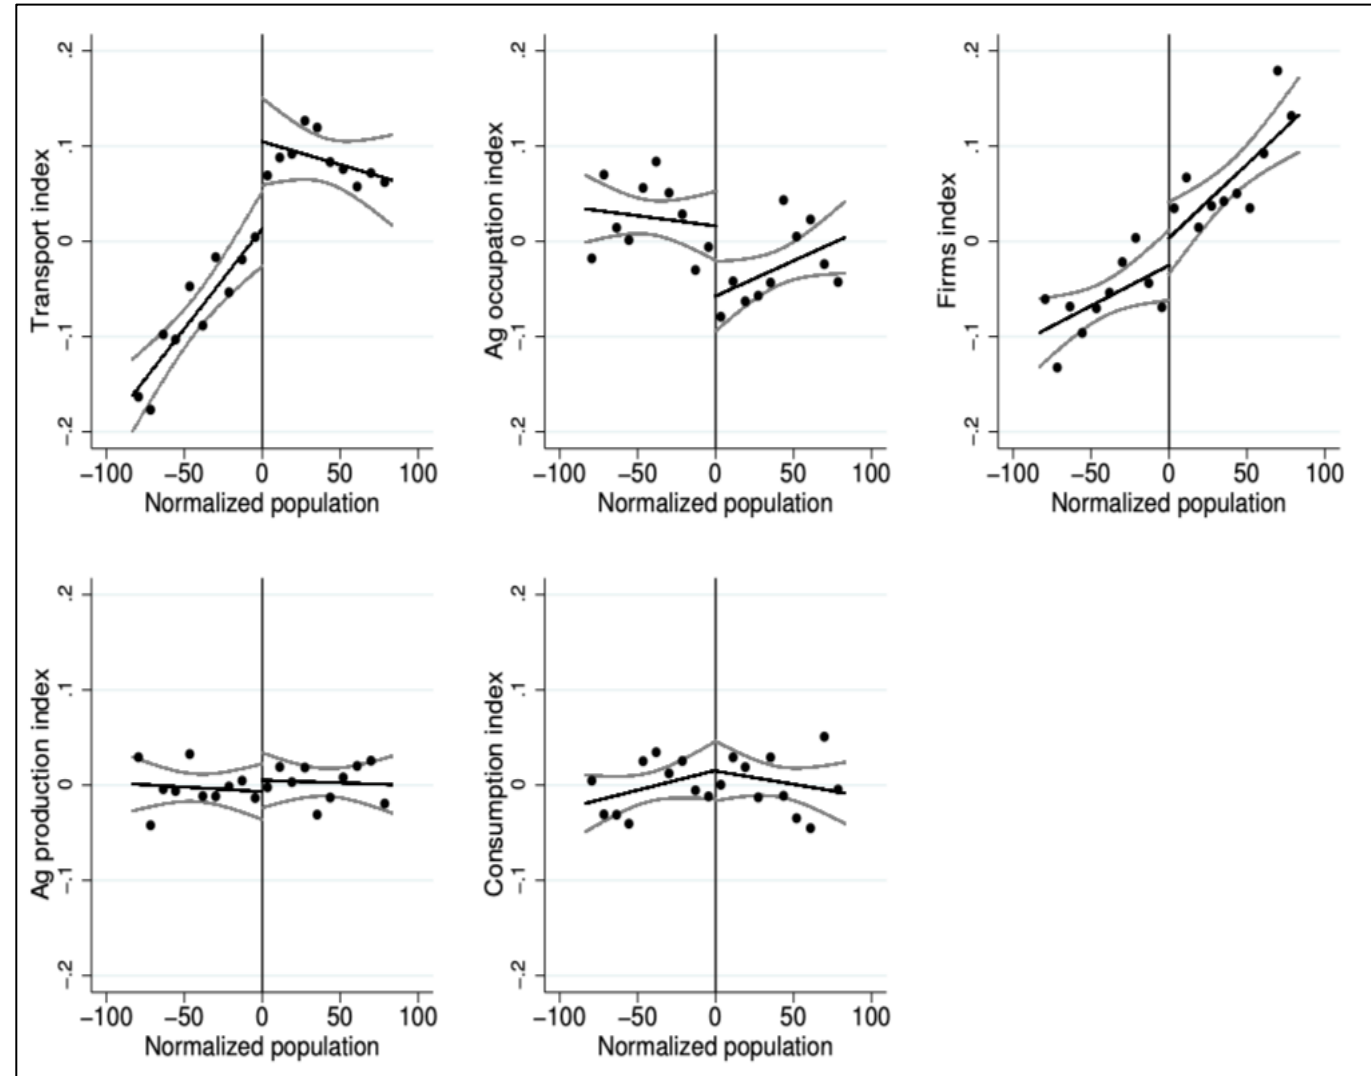 Transport index
.2
.1
0
-.1
-.2
-100 -50 0 50 100
Normalized population
Ag occupation index
.2
.1
0
-.1
-.2
-100 -50 0 50 100
Normalized population
Firms index
.2
.1
0
-.1
-.2
-100 -50 0 50 100
Normalized population
Ag production index
.2
.1
0
-.1
-.2
-100 -50 0 50 100
Normalized population
Consumption index
.2
.1
0
-.1
-.2
-100 -50 0 50 100
Normalized population